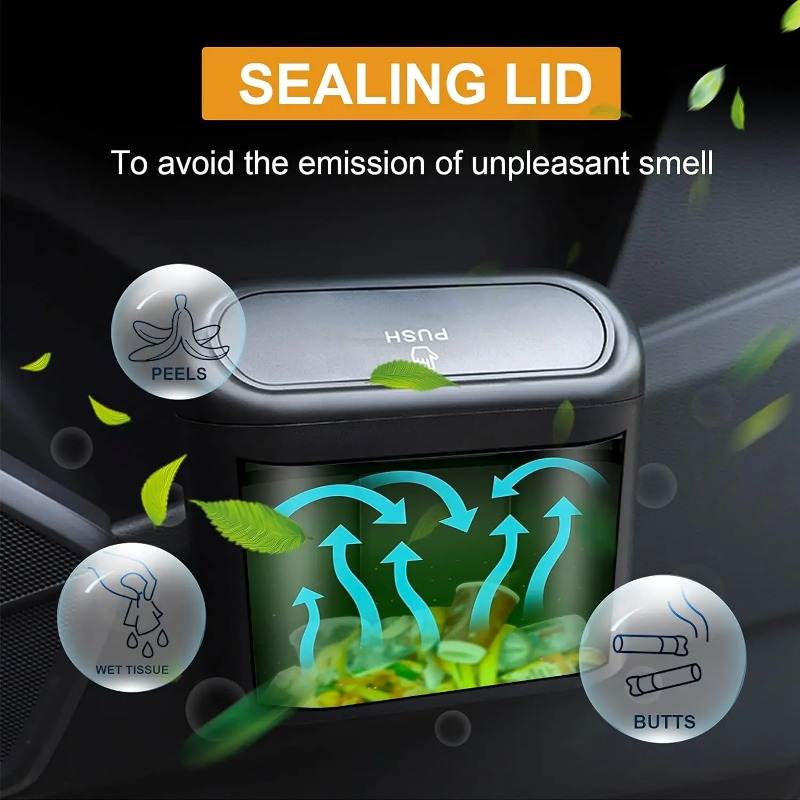 SEALING LID
To avoid the emission of unpleasant smell
PUSH
PEELS
WET TISSUE
BUTTS